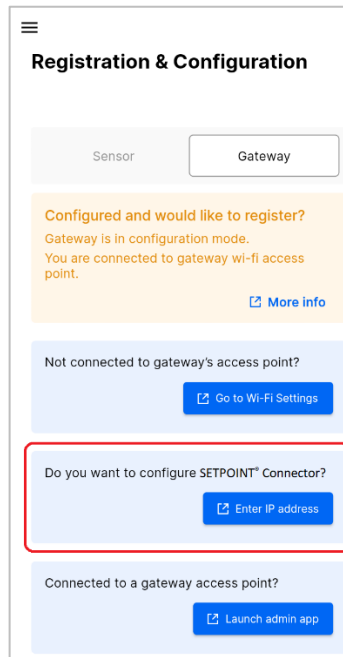 Registration & Configuration
Sensor
Gateway
Configured and would like to register?
Gateway is in configuration mode.
You are connected to gateway wi-fi access
point.
More info
Not connected to gateway's access point?
Go to Wi-Fi Settings
Do you want to configure SETPOINT® Connector?
Enter IP address
Connected to a gateway access point?
Launch admin app